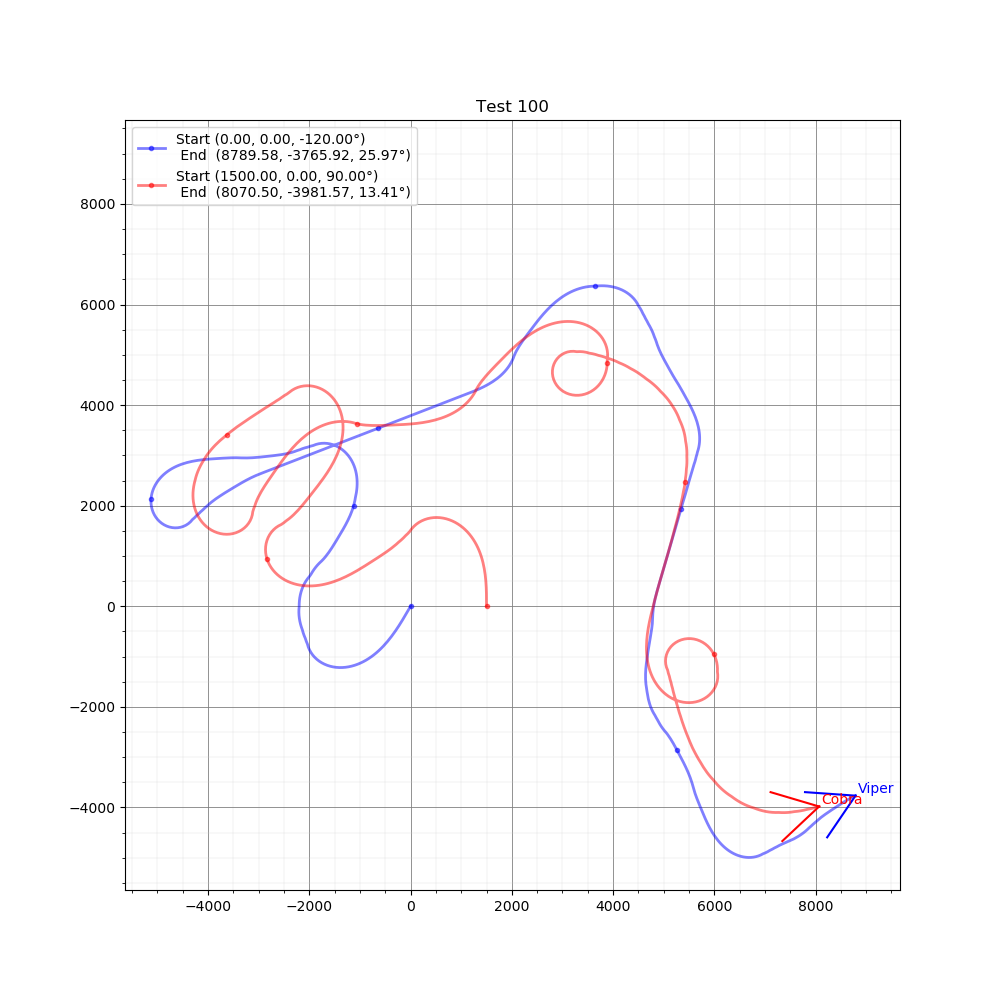 Test 100
Start (0.00, 0.00, -120.00°)
End  (8789.58, -3765.92, 25.97°)
Start (1500.00, 0.00, 90.00°)
End  (8070.50, -3981.57, 13.41°)
8000
6000
4000
2000
0
−2000
−4000
Viper
Cobra
−4000 −2000 0 2000 4000 6000 8000